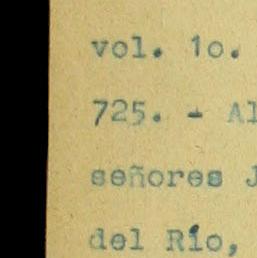 vol. 1o.
725. - Al
señores J
del Río,